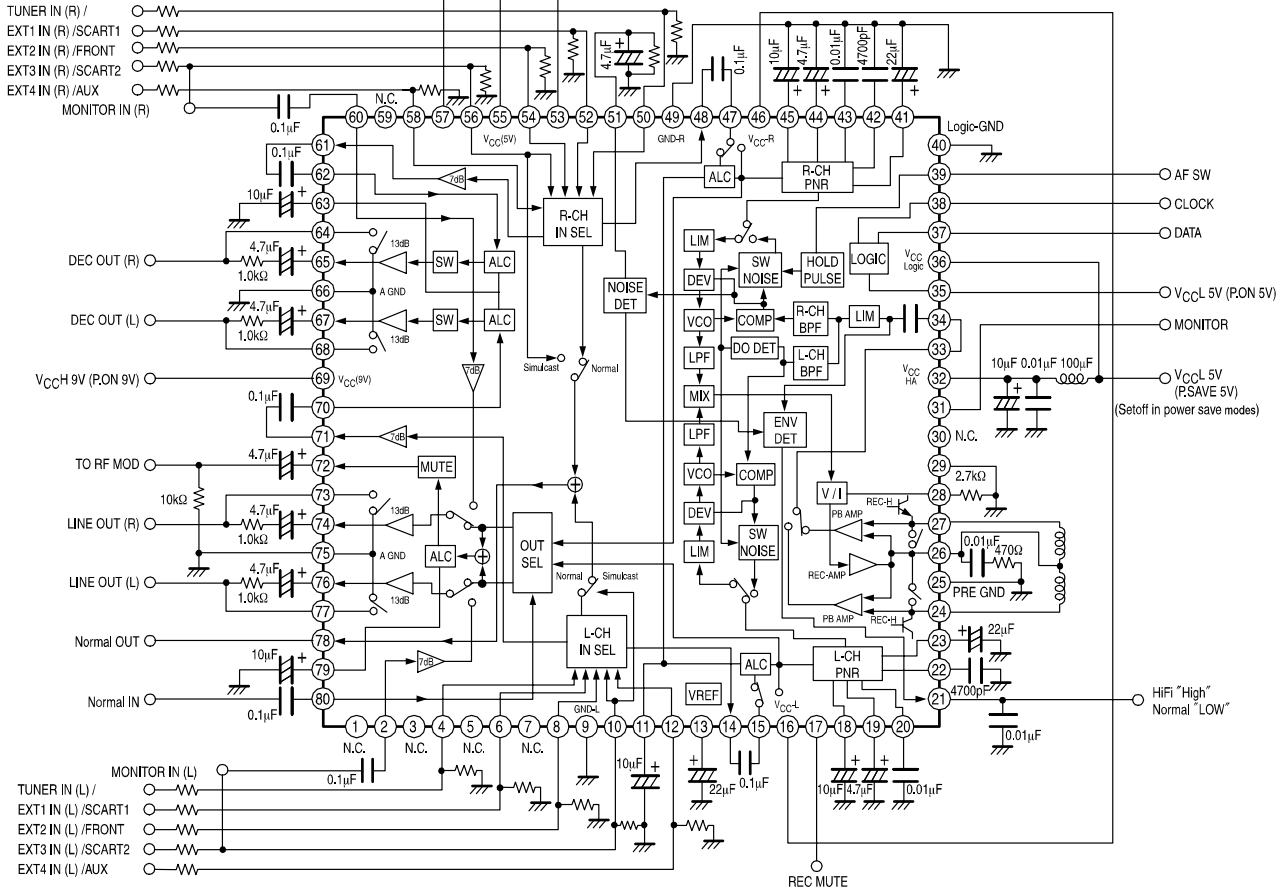 TUNER IN (R) /
EXT1 IN (R) /SCART1
EXT2 IN (R) /FRONT
EXT3 IN (R) /SCART2
EXT4 IN (R) /AUX
MONITOR IN (R)
0.1µF
N.C.
4.7µF
+
0.1µF
10µF
4.7µF
0.01µF
4700pF
22µF
+ + +
60 59 58 57 56 55 54 53 52 51 50 49 48 47 46 45 44 43 42 41
VCC(5V)
GND-R
VCC-R
Logic-GND
61
0.1µF
62
10µF +
63
64
4.7µF +
DEC OUT (R)
1.0kΩ
65
66
A GND
4.7µF +
DEC OUT (L)
1.0kΩ
67
68
VCCH 9V (P.ON 9V)
69
VCC(9V)
0.1µF
70
71
TO RF MOD
4.7µF +
72
10kΩ
73
4.7µF +
LINE OUT (R)
1.0kΩ
74
75
A GND
4.7µF +
LINE OUT (L)
1.0kΩ
76
77
Normal OUT
78
10µF +
79
Normal IN
0.1µF
80
7dB
R-CH
IN SEL
13dB
SW
ALC
13dB
SW
ALC
7dB
NOISE
DET
Simulcast
Normal
7dB
MUTE
13dB
ALC
13dB
OUT
SEL
Normal
Simulcast
L-CH
IN SEL
7dB
ALC
R-CH
PNR
LIM
SW
NOISE
HOLD
PULSE
LOGIC
DEV
VCO
COMP
R-CH
BPF
LIM
DO DET
L-CH
BPF
LPF
MIX
ENV
DET
LPF
VCO
COMP
V / I
DEV
SW
NOISE
LIM
REC-H
PB AMP
REC-AMP
PB AMP
REC-H
L-CH
PNR
VREF
ALC
VCC-L
GND-L
40
39
AF SW
38
CLOCK
37
DATA
VCC
Logic
36
35
VCCL 5V (P.ON 5V)
34
MONITOR
33
VCC
HA
32
10µF 0.01µF 100µF
+
VCCL 5V
(P.SAVE 5V)
(Setoff in power save modes)
31
30
N.C.
29
2.7kΩ
28
27
0.01µF
470Ω
26
25
PRE GND
24
23
+ 22µF
22
4700pF
21
HiFi "High"
Normal "LOW"
0.01µF
1 2 3 4 5 6 7 8 9 10 11 12 13 14 15 16 17 18 19 20
N.C. N.C. N.C. N.C.
MONITOR IN (L)
0.1µF
TUNER IN (L) /
EXT1 IN (L) /SCART1
EXT2 IN (L) /FRONT
EXT3 IN (L) /SCART2
EXT4 IN (L) /AUX
10µF +
+ 22µF
0.1µF
10µF 4.7µF 0.01µF
+ +
REC MUTE